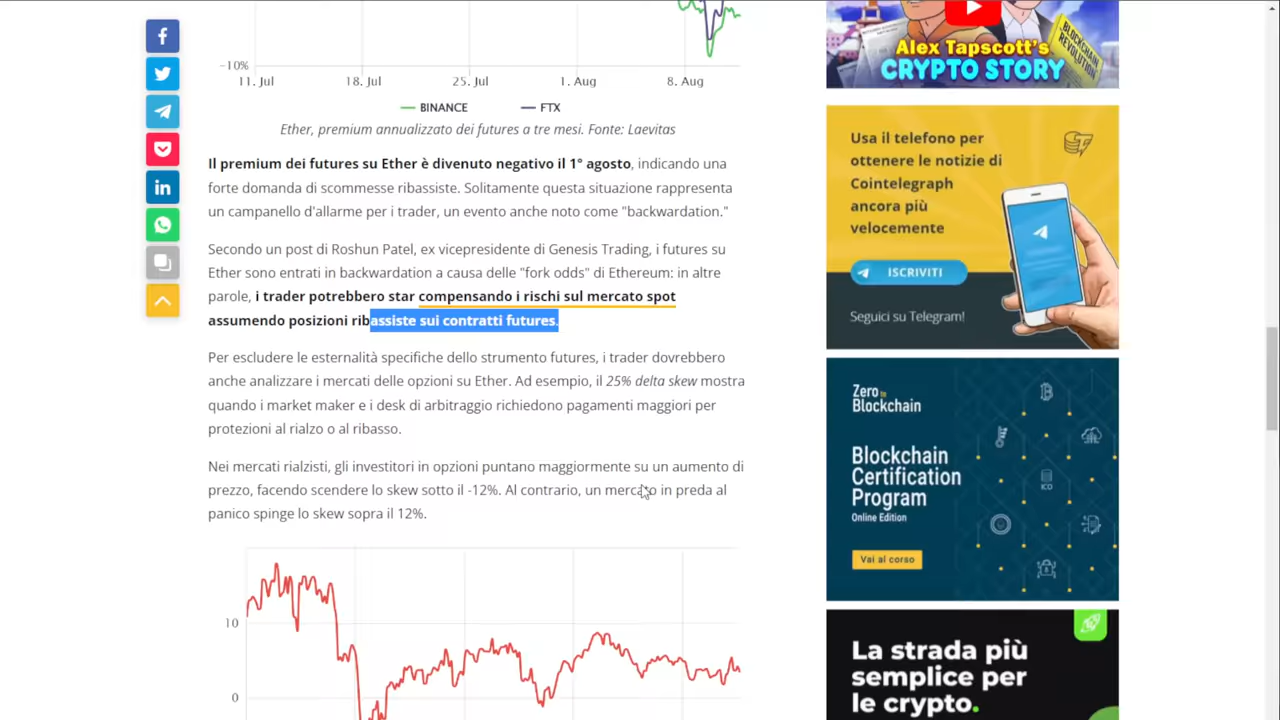 −10%
11. Jul 18. Jul 25. Jul 1. Aug 8. Aug
BINANCE FTX
Ether, premium annualizzato dei futures a tre mesi. Fonte: Laevitas
Il premium dei futures su Ether è divenuto negativo il 1° agosto, indicando una
forte domanda di scommesse ribassiste. Solitamente questa situazione rappresenta
un campanello d'allarme per i trader, un evento anche noto come "backwardation."
Secondo un post di Roshun Patel, ex vicepresidente di Genesis Trading, i futures su
Ether sono entrati in backwardation a causa delle "fork odds" di Ethereum: in altre
parole, i trader potrebbero star compensando i rischi sul mercato spot
assumendo posizioni ribassiste sui contratti futures.
Per escludere le esternalità specifiche dello strumento futures, i trader dovrebbero
anche analizzare i mercati delle opzioni su Ether. Ad esempio, il 25% delta skew mostra
quando i market maker e i desk di arbitraggio richiedono pagamenti maggiori per
protezioni al rialzo o al ribasso.
Nei mercati rialzisti, gli investitori in opzioni puntano maggiormente su un aumento di
prezzo, facendo scendere lo skew sotto il -12%. Al contrario, un mercato in preda al
panico spinge lo skew sopra il 12%.
10
0
BLOCKCHAIN
REVOLUTION
Alex Tapscott's
CRYPTO STORY
Usa il telefono per
ottenere le notizie di
Cointelegraph
ancora più
velocemente
ISCRIVITI
Seguici su Telegram!
Zero to
Blockchain
Blockchain
Certification
Program
Online Edition
Vai al corso
ICO
La strada più
semplice per
le crypto.